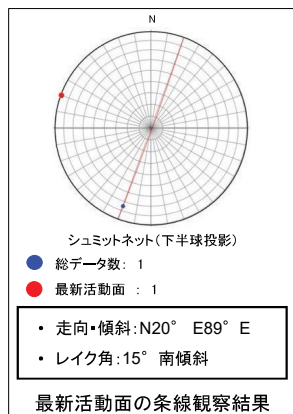 N
シュミットネット(下半球投影)
総データ数: 1
最新活動面 : 1
• 走向・傾斜:N20° E89° E
• レイク角:15° 南傾斜
最新活動面の条線観察結果